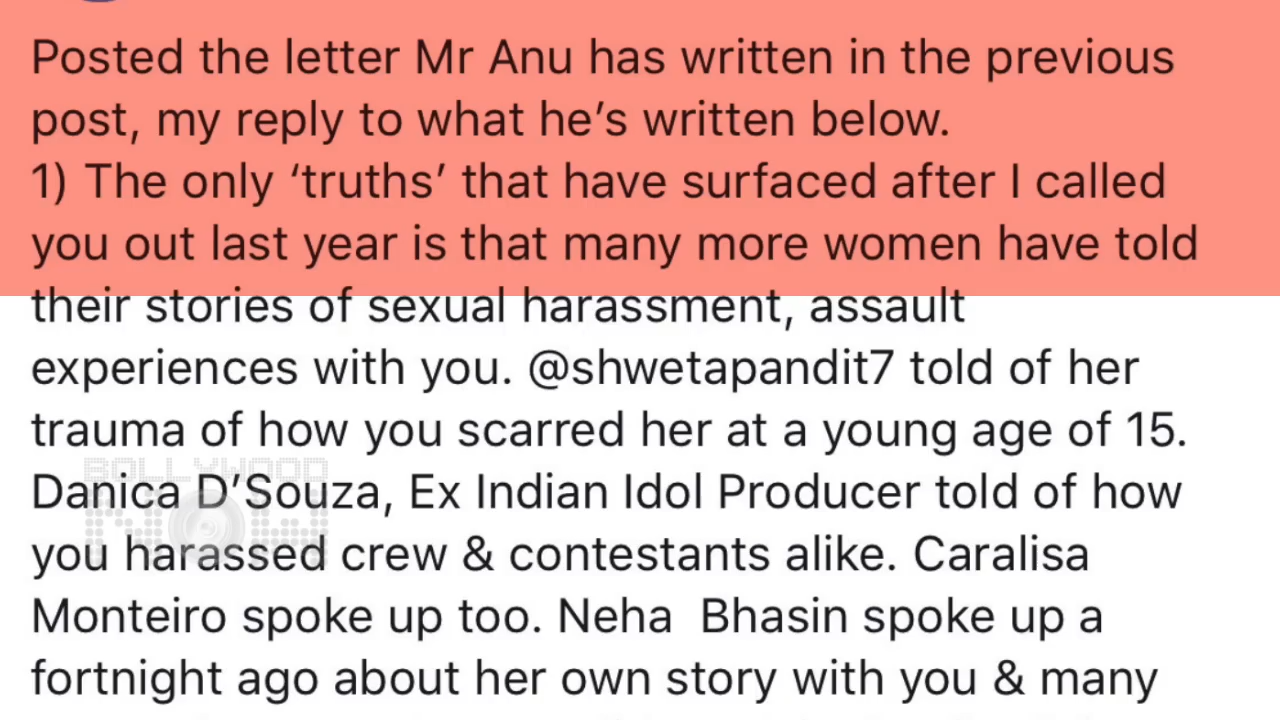 Posted the letter Mr Anu has written in the previous
post, my reply to what he’s written below.
1) The only ‘truths’ that have surfaced after I called
you out last year is that many more women have told
their stories of sexual harassment, assault
experiences with you. @shwetapandit7 told of her
trauma of how you scarred her at a young age of 15.
BOLLYWOOD
NOW
Danica D’Souza, Ex Indian Idol Producer told of how
you harassed crew & contestants alike. Caralisa
Monteiro spoke up too. Neha  Bhasin spoke up a
fortnight ago about her own story with you & many